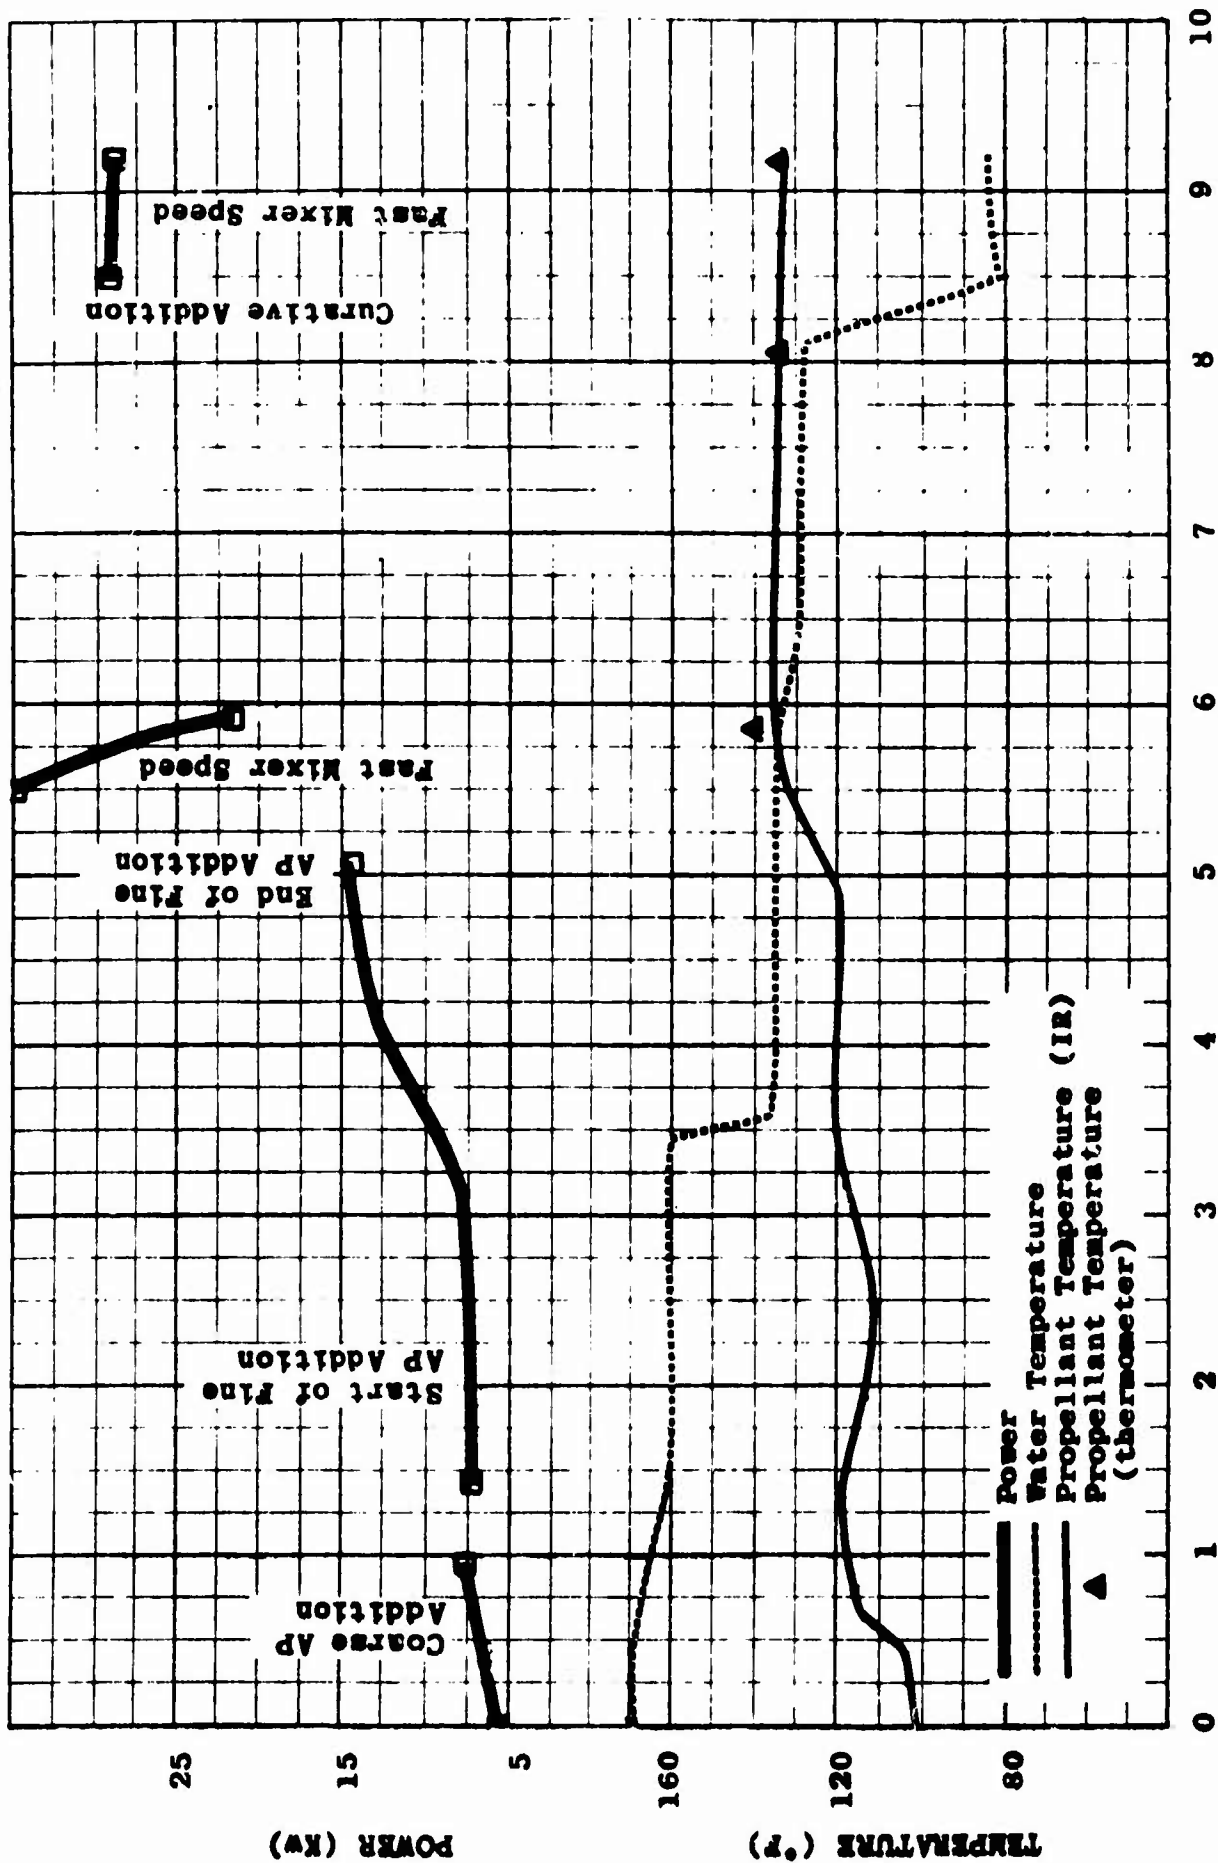 POWER (KW)
25
15
5
TEMPERATURE (°F)
160
120
80
Coarse AP
Addition
Start of Fine
AP Addition
End of Fine
AP Addition
Fast Mixer Speed
Curative Addition
Fast Mixer Speed
Power
Water Temperature
Propellant Temperature (IR)
Propellant Temperature
(thermometer)
0 1 2 3 4 5 6 7 8 9 10